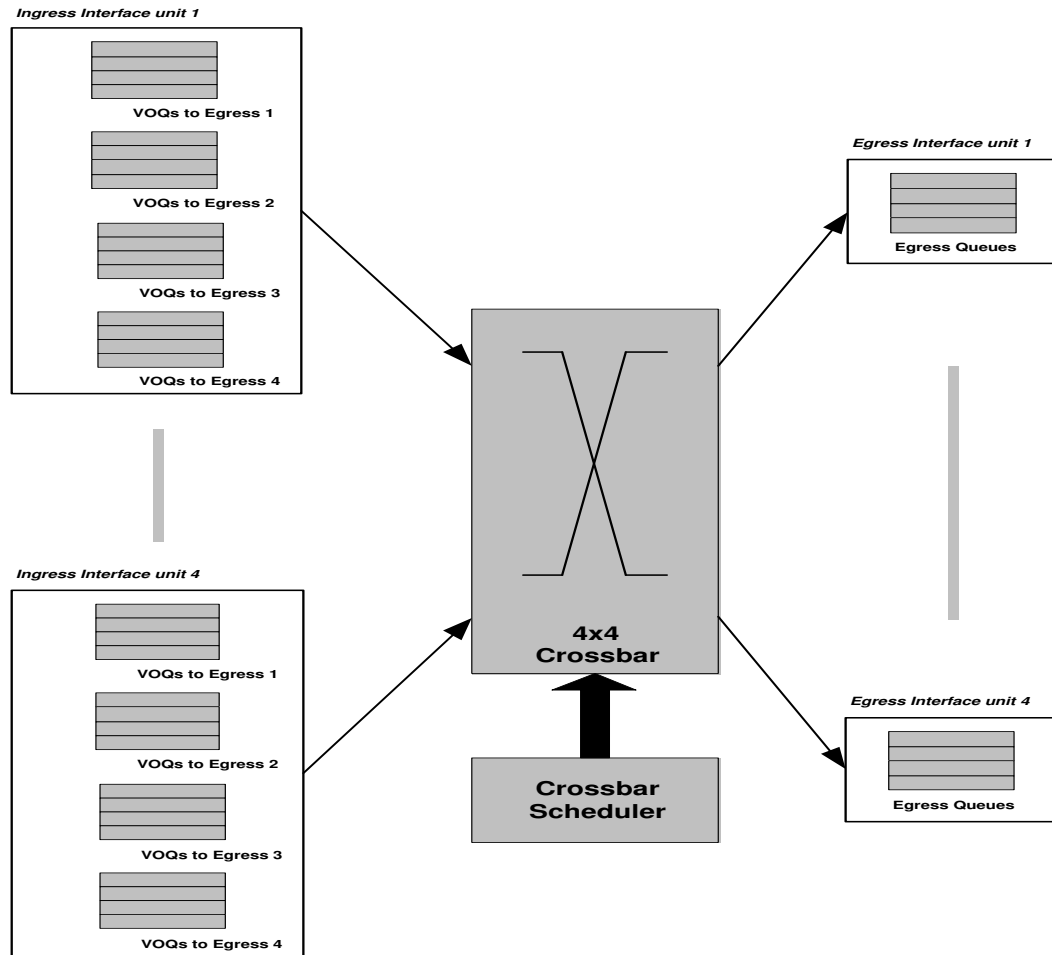 Ingress Interface unit 1
VOQs to Egress 1
VOQs to Egress 2
VOQs to Egress 3
VOQs to Egress 4
Ingress Interface unit 4
VOQs to Egress 1
VOQs to Egress 2
VOQs to Egress 3
VOQs to Egress 4
4x4
Crossbar
Crossbar
Scheduler
Egress Interface unit 1
Egress Queues
Egress Interface unit 4
Egress Queues